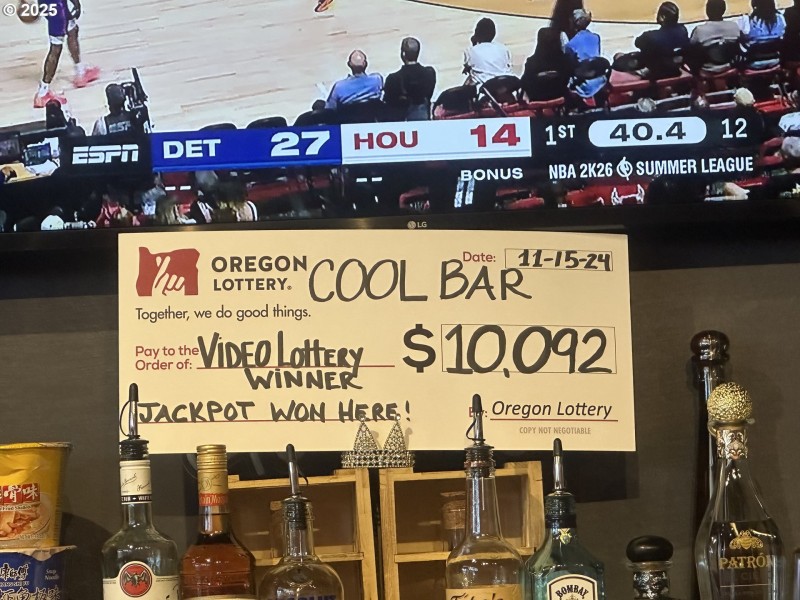 © 2025
ESPN
ESPN DET 27 HOU 14 1ST 40.4 12
BONUS NBA 2K26 SUMMER LEAGUE
LG
OREGON LOTTERY®
Together, we do good things.
COOL BAR
Date: 11-15-24
Pay to the Order of: VIDEO LOTTERY WINNER
$10,092
JACKPOT WON HERE!
By: Oregon Lottery
COPY NOT NEGOTIABLE
PATRÓN
BOMBAY
Tito's